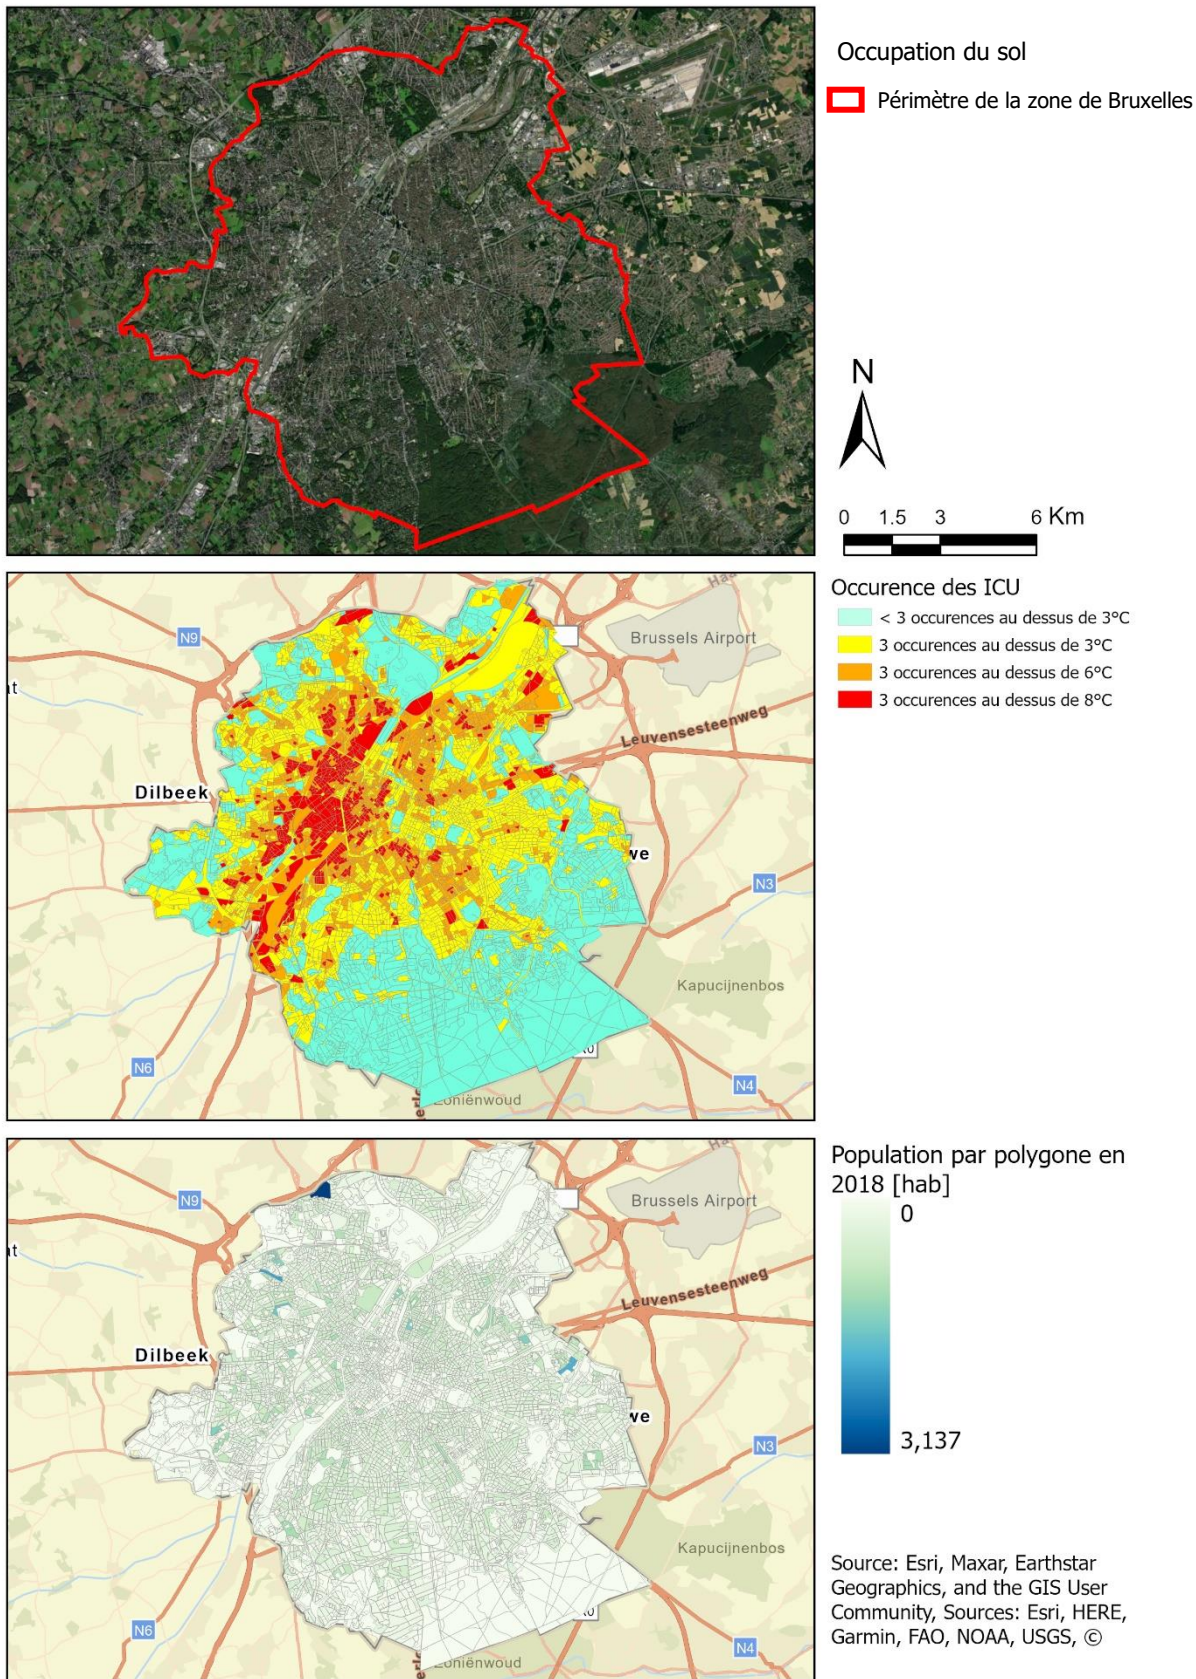 Occupation du sol
Périmètre de la zone de Bruxelles
N
0 1.5 3 6 Km
Occurence des ICU
< 3 occurences au dessus de 3°C
3 occurences au dessus de 3°C
3 occurences au dessus de 6°C
3 occurences au dessus de 8°C
N9
Brussels Airport
Leuvensesteenweg
Dilbeek
N3
Kapucijnenbos
N6
N4
Zoniënwoud
Population par polygone en
2018 [hab]
0
3,137
N9
Brussels Airport
Leuvensesteenweg
Dilbeek
N3
Kapucijnenbos
N6
N4
Zoniënwoud
Source: Esri, Maxar, Earthstar
Geographics, and the GIS User
Community, Sources: Esri, HERE,
Garmin, FAO, NOAA, USGS, ©